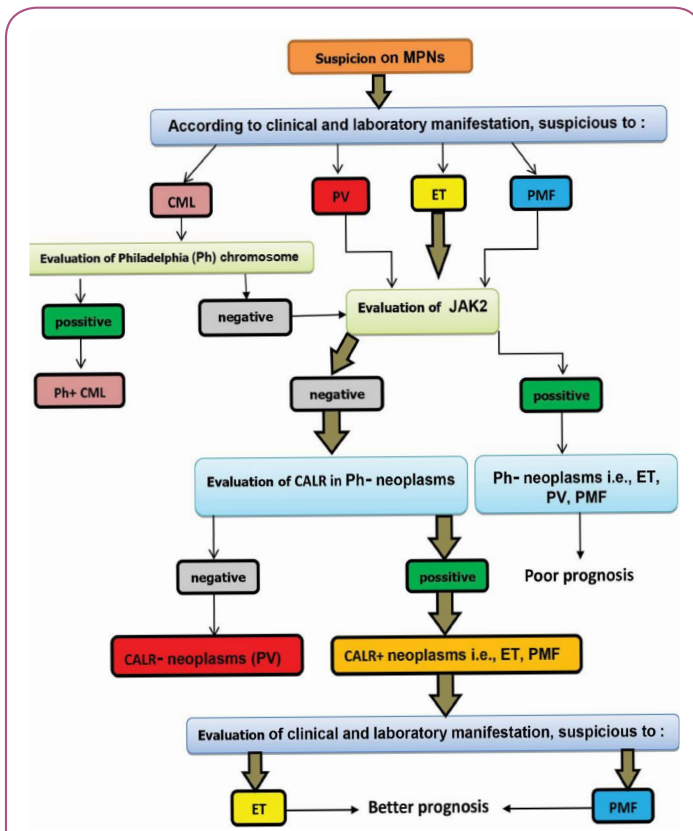 Suspicion on MPNs
According to clinical and laboratory manifestation, suspicious to :
CML
PV
ET
PMF
Evaluation of Philadelphia (Ph) chromosome
possitive
negative
Evaluation of JAK2
Ph+ CML
negative
possitive
Evaluation of CALR in Ph- neoplasms
Ph- neoplasms i.e., ET,
PV, PMF
negative
possitive
Poor prognosis
CALR- neoplasms (PV)
CALR+ neoplasms i.e., ET, PMF
Evaluation of clinical and laboratory manifestation, suspicious to :
ET
Better prognosis
PMF